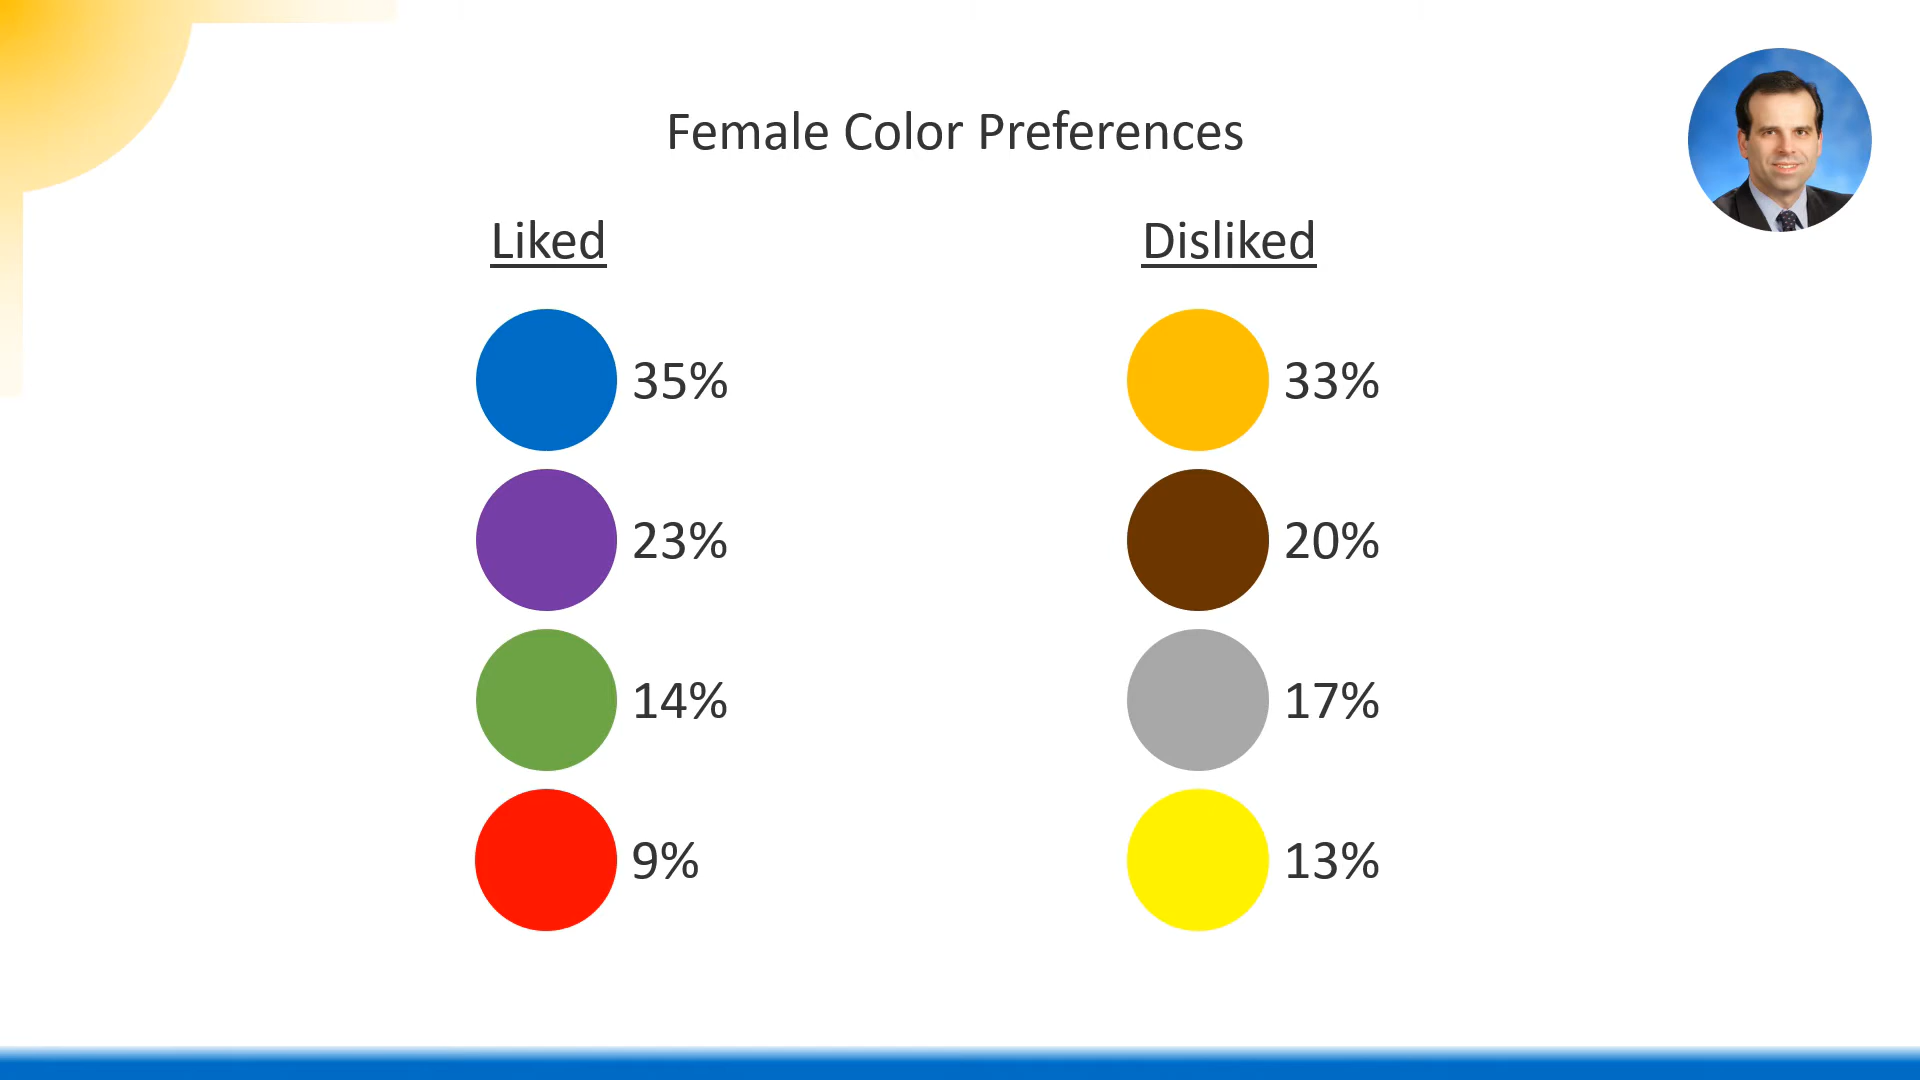 Female Color Preferences
Liked
Disliked
35%
33%
23%
20%
14%
17%
9%
13%